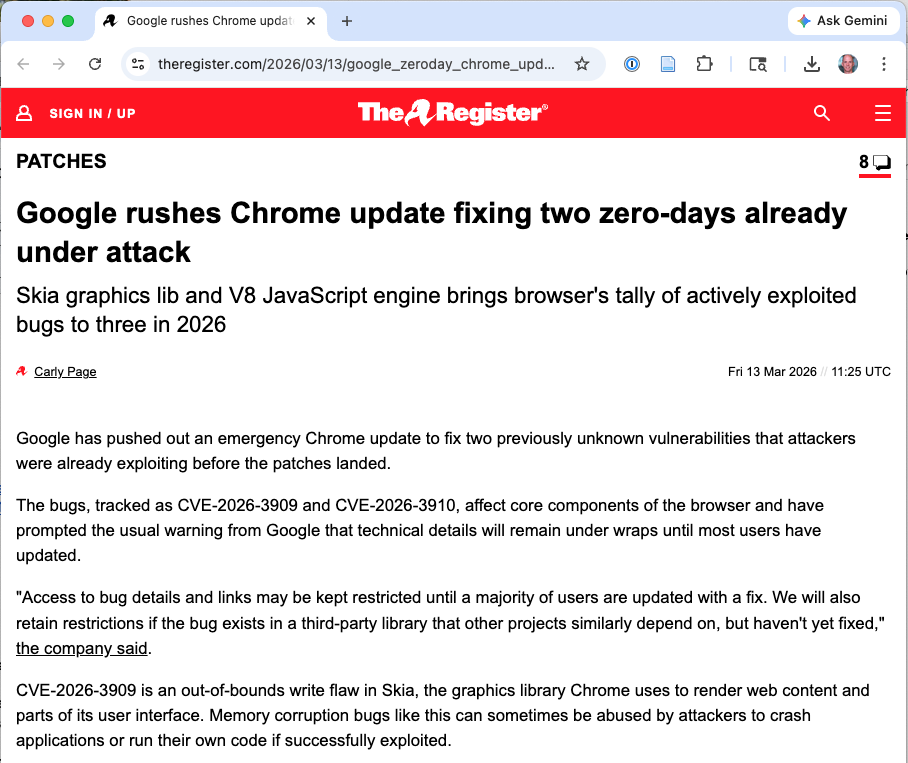 Google rushes Chrome updat
Ask Gemini
theregister.com/2026/03/13/google_zeroday_chrome_upd...
SIGN IN / UP
The Register®
PATCHES
8
Google rushes Chrome update fixing two zero-days already
under attack
Skia graphics lib and V8 JavaScript engine brings browser's tally of actively exploited
bugs to three in 2026
Carly Page
Fri 13 Mar 2026 // 11:25 UTC
Google has pushed out an emergency Chrome update to fix two previously unknown vulnerabilities that attackers
were already exploiting before the patches landed.
The bugs, tracked as CVE-2026-3909 and CVE-2026-3910, affect core components of the browser and have
prompted the usual warning from Google that technical details will remain under wraps until most users have
updated.
"Access to bug details and links may be kept restricted until a majority of users are updated with a fix. We will also
retain restrictions if the bug exists in a third-party library that other projects similarly depend on, but haven't yet fixed,"
the company said.
CVE-2026-3909 is an out-of-bounds write flaw in Skia, the graphics library Chrome uses to render web content and
parts of its user interface. Memory corruption bugs like this can sometimes be abused by attackers to crash
applications or run their own code if successfully exploited.